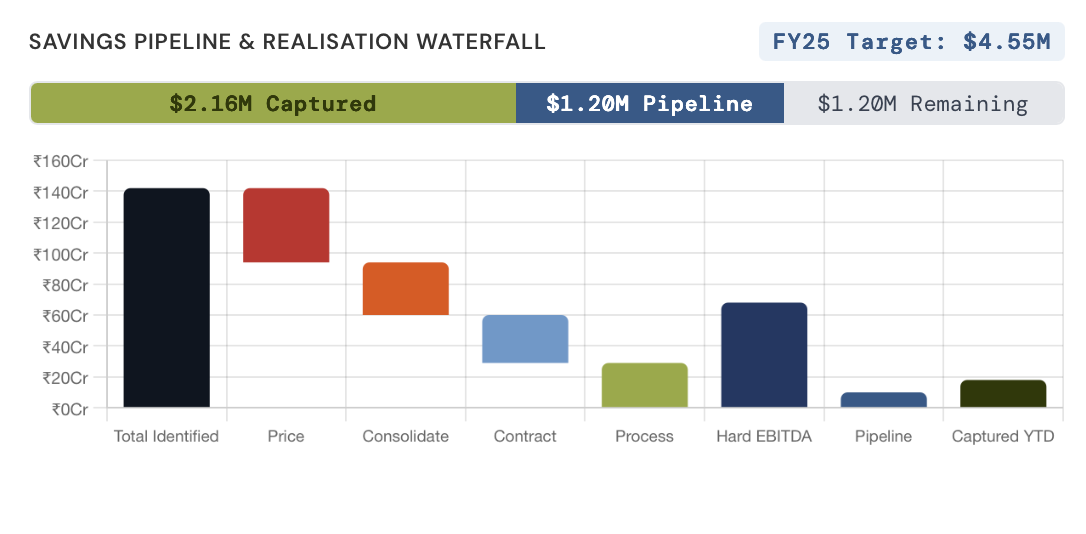 SAVINGS PIPELINE & REALISATION WATERFALL
FY25 Target: $4.55M
$2.16M Captured
$1.20M Pipeline
$1.20M Remaining
₹160Cr
₹140Cr
₹120Cr
₹100Cr
₹80Cr
₹60Cr
₹40Cr
₹20Cr
₹0Cr
Total Identified
Price
Consolidate
Contract
Process
Hard EBITDA
Pipeline
Captured YTD